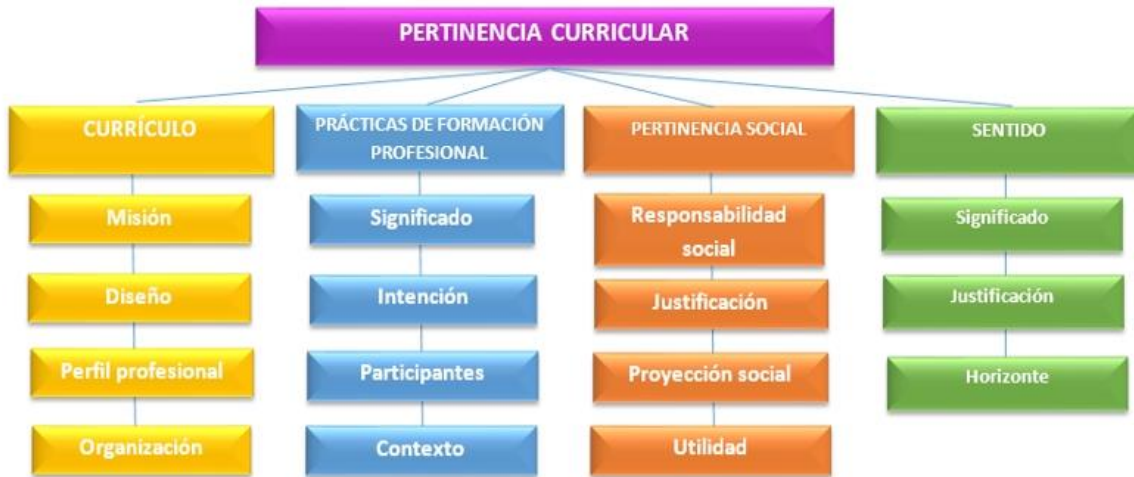 PERTINENCIA CURRICULAR
CURRÍCULO
Misión
Diseño
Perfil profesional
Organización
PRÁCTICAS DE FORMACIÓN
PROFESIONAL
Significado
Intención
Participantes
Contexto
PERTINENCIA SOCIAL
Responsabilidad
social
Justificación
Proyección social
Utilidad
SENTIDO
Significado
Justificación
Horizonte